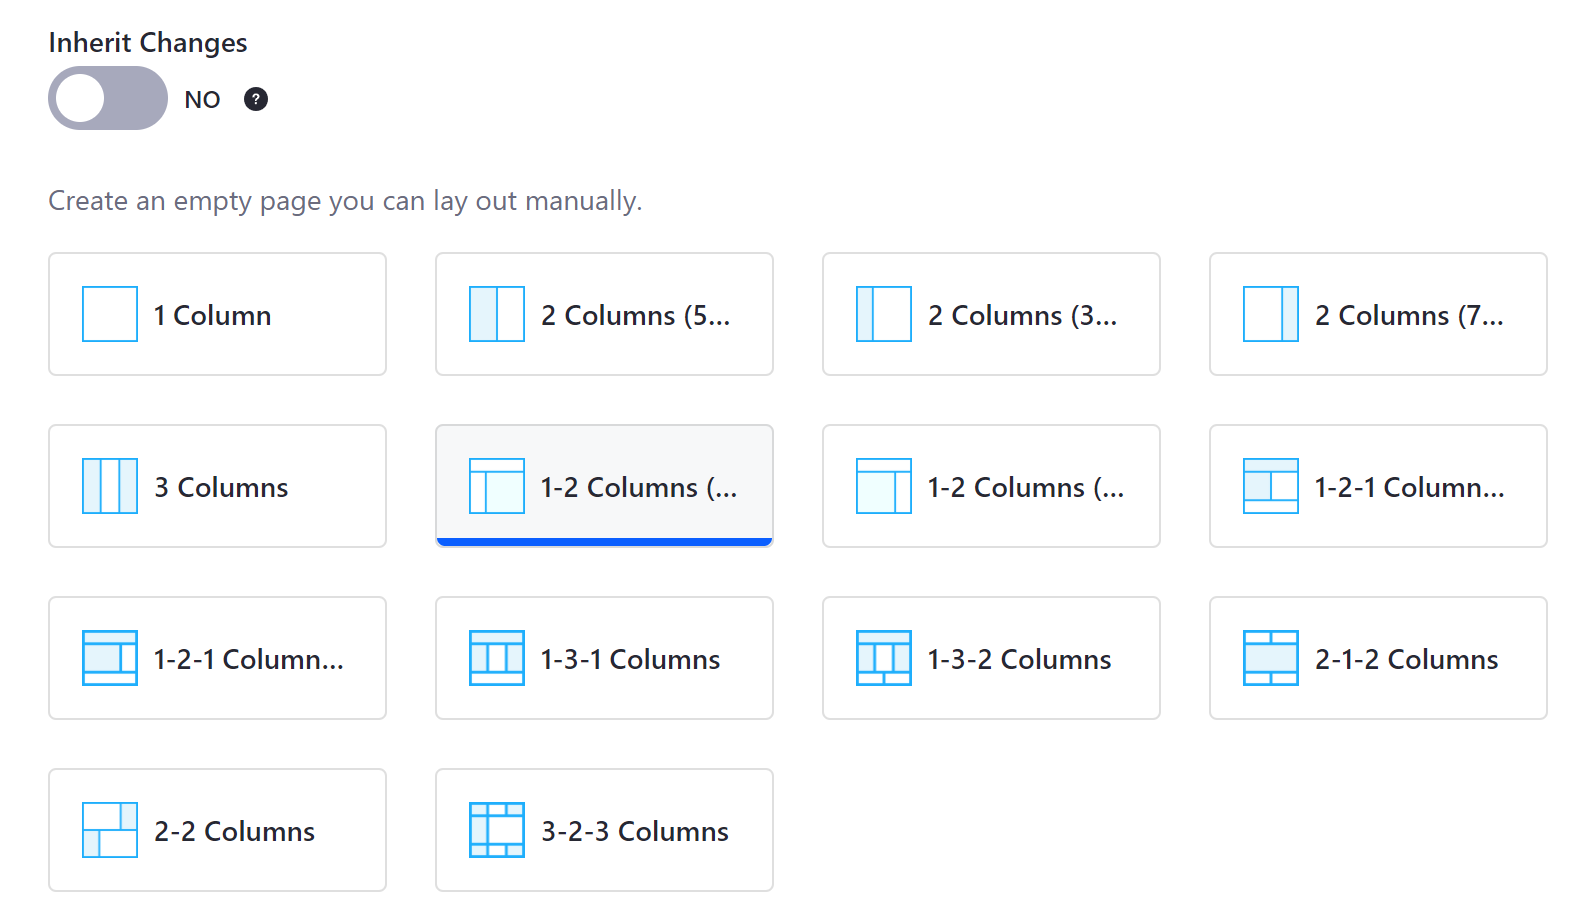 Inherit Changes
NO ?
Create an empty page you can lay out manually.
1 Column
2 Columns (5...
2 Columns (3...
2 Columns (7...
3 Columns
1-2 Columns (...
1-2 Columns (...
1-2-1 Column...
1-2-1 Column...
1-3-1 Columns
1-3-2 Columns
2-1-2 Columns
2-2 Columns
3-2-3 Columns